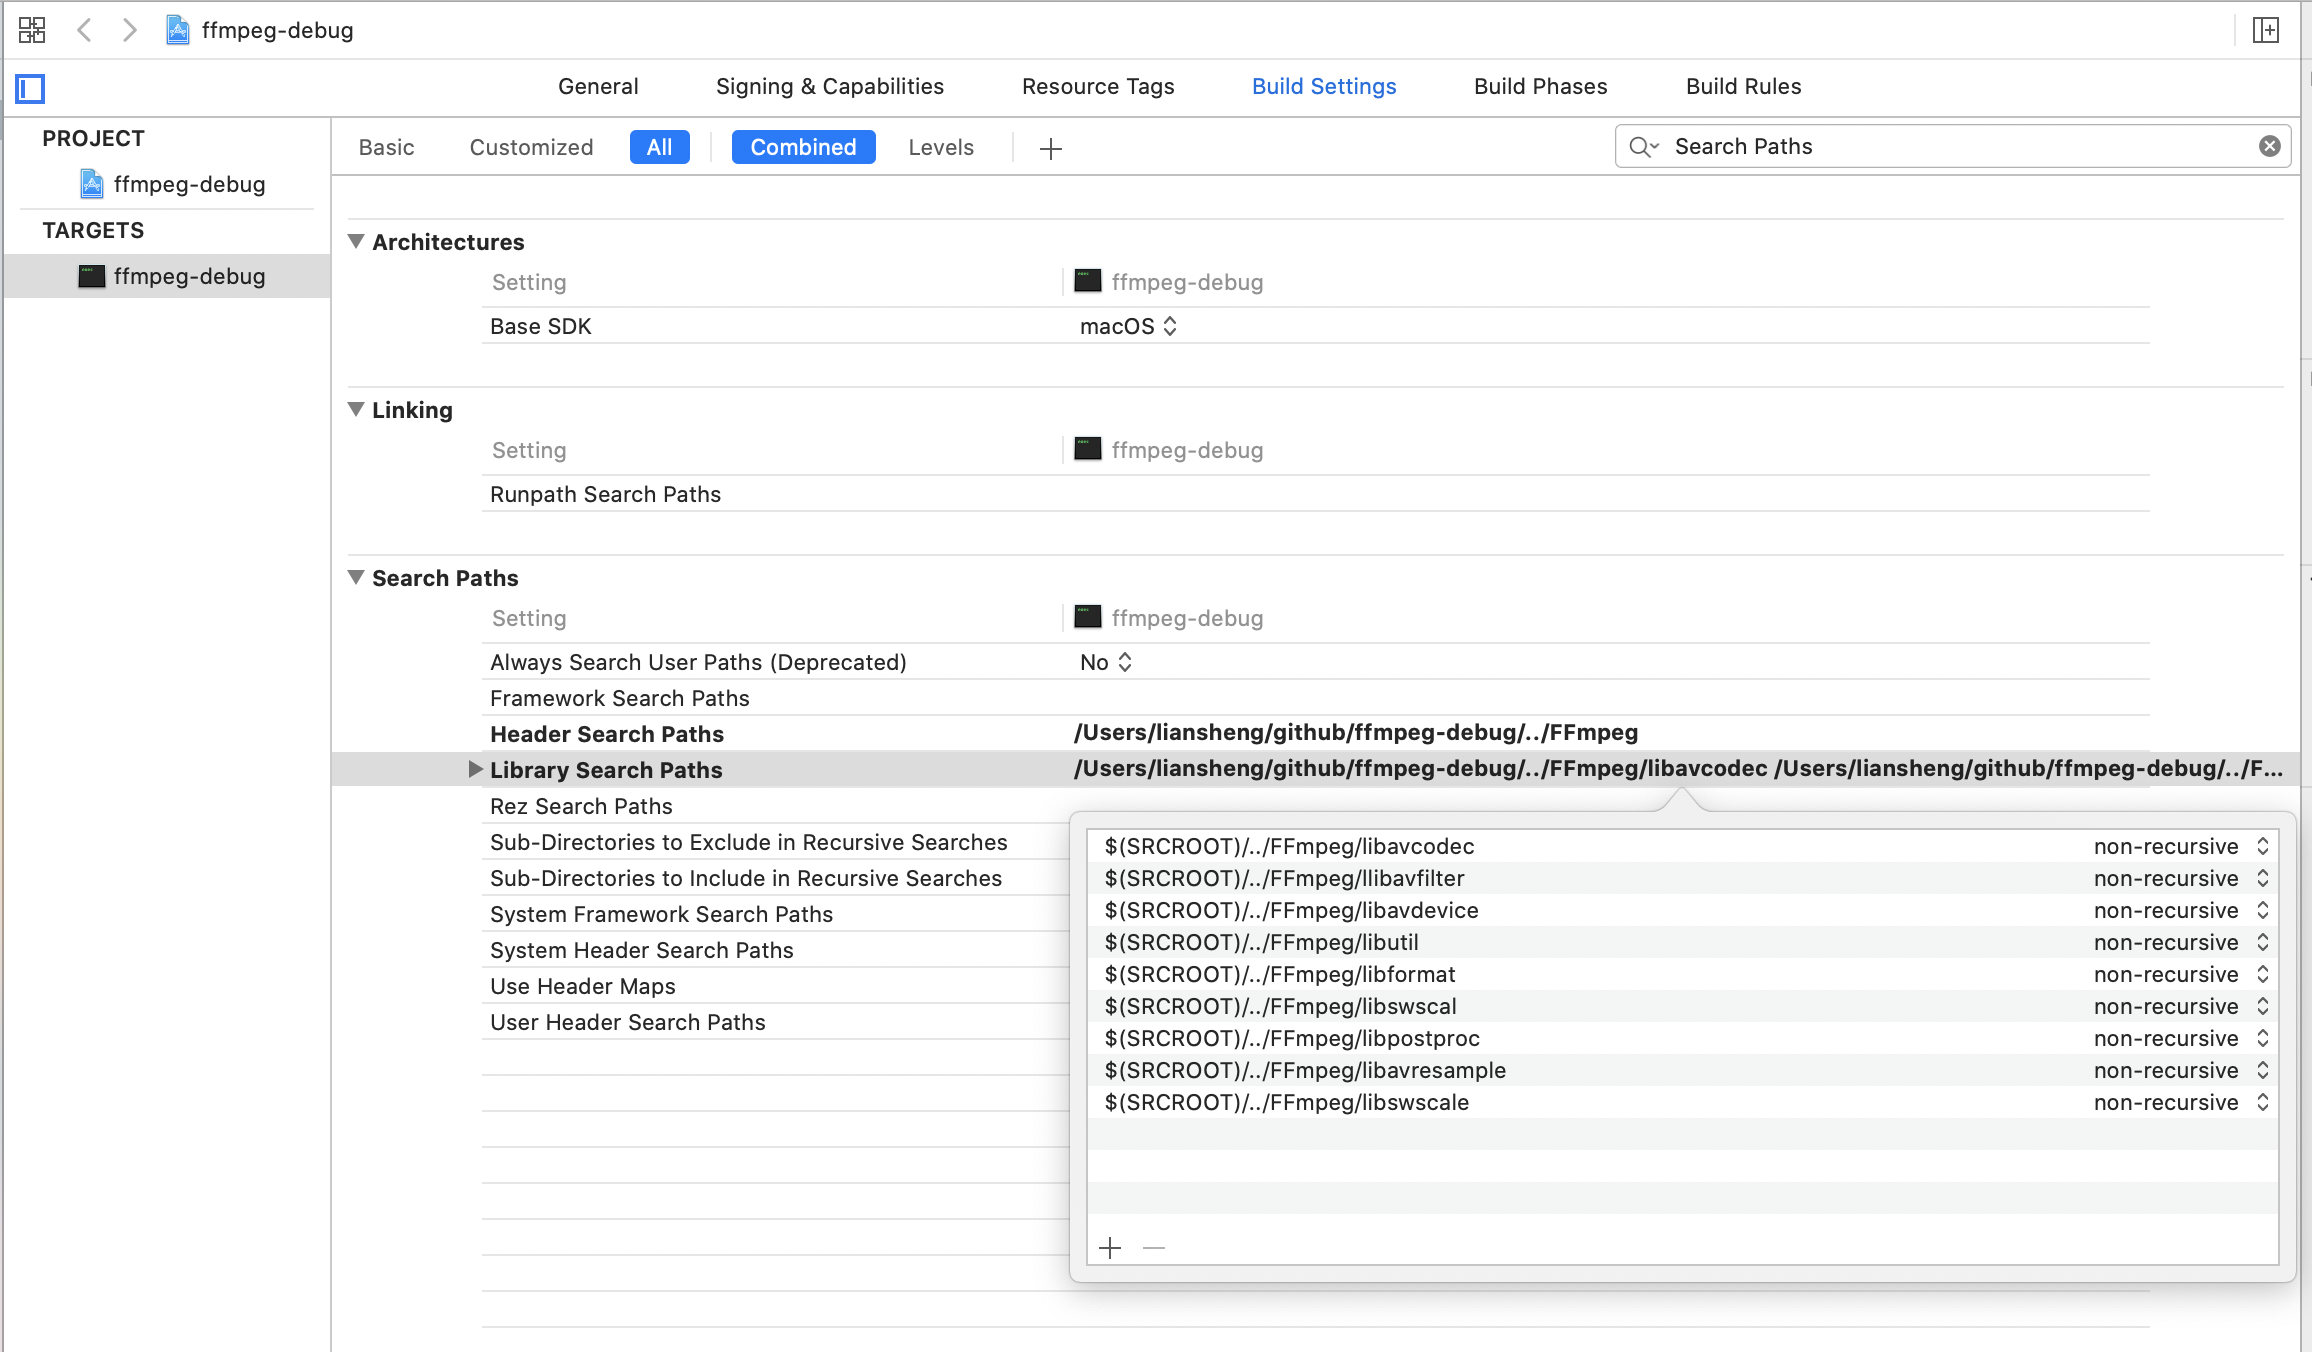 ffmpeg-debug
General Signing & Capabilities Resource Tags Build Settings Build Phases Build Rules
PROJECT
ffmpeg-debug
TARGETS
ffmpeg-debug
Basic Customized All Combined Levels Search Paths
Architectures
Setting ffmpeg-debug
Base SDK macOS
Linking
Setting ffmpeg-debug
Runpath Search Paths
Search Paths
Setting ffmpeg-debug
Always Search User Paths (Deprecated) No
Framework Search Paths
Header Search Paths /Users/liansheng/github/ffmpeg-debug/../FFmpeg
Library Search Paths /Users/liansheng/github/ffmpeg-debug/../FFmpeg/libavcodec /Users/liansheng/github/ffmpeg-debug/../F...
Rez Search Paths
Sub-Directories to Exclude in Recursive Searches
Sub-Directories to Include in Recursive Searches
System Framework Search Paths
System Header Search Paths
Use Header Maps
User Header Search Paths
$(SRCROOT)/../FFmpeg/libavcodec non-recursive
$(SRCROOT)/../FFmpeg/llibavfilter non-recursive
$(SRCROOT)/../FFmpeg/libavdevice non-recursive
$(SRCROOT)/../FFmpeg/libutil non-recursive
$(SRCROOT)/../FFmpeg/libformat non-recursive
$(SRCROOT)/../FFmpeg/libswscal non-recursive
$(SRCROOT)/../FFmpeg/libpostproc non-recursive
$(SRCROOT)/../FFmpeg/libavresample non-recursive
$(SRCROOT)/../FFmpeg/libswscale non-recursive